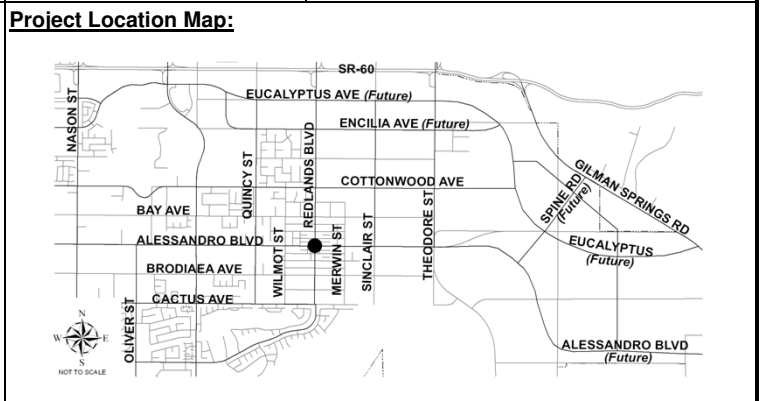 Project Location Map:
SR-60
EUCALYPTUS AVE (Future)
ENCILIA AVE (Future)
NASON ST
QUINCY ST
REDLANDS BLVD
COTTONWOOD AVE
GILMAN SPRINGS RD
SPINE RD
(Future)
BAY AVE
WILMOT ST
MERWIN ST
SINCLAIR ST
THEODORE ST
ALESSANDRO BLVD
EUCALYPTUS
(Future)
BRODIAEA AVE
CACTUS AVE
OLIVER ST
N
W
E
S
NOT TO SCALE
ALESSANDRO BLVD
(Future)